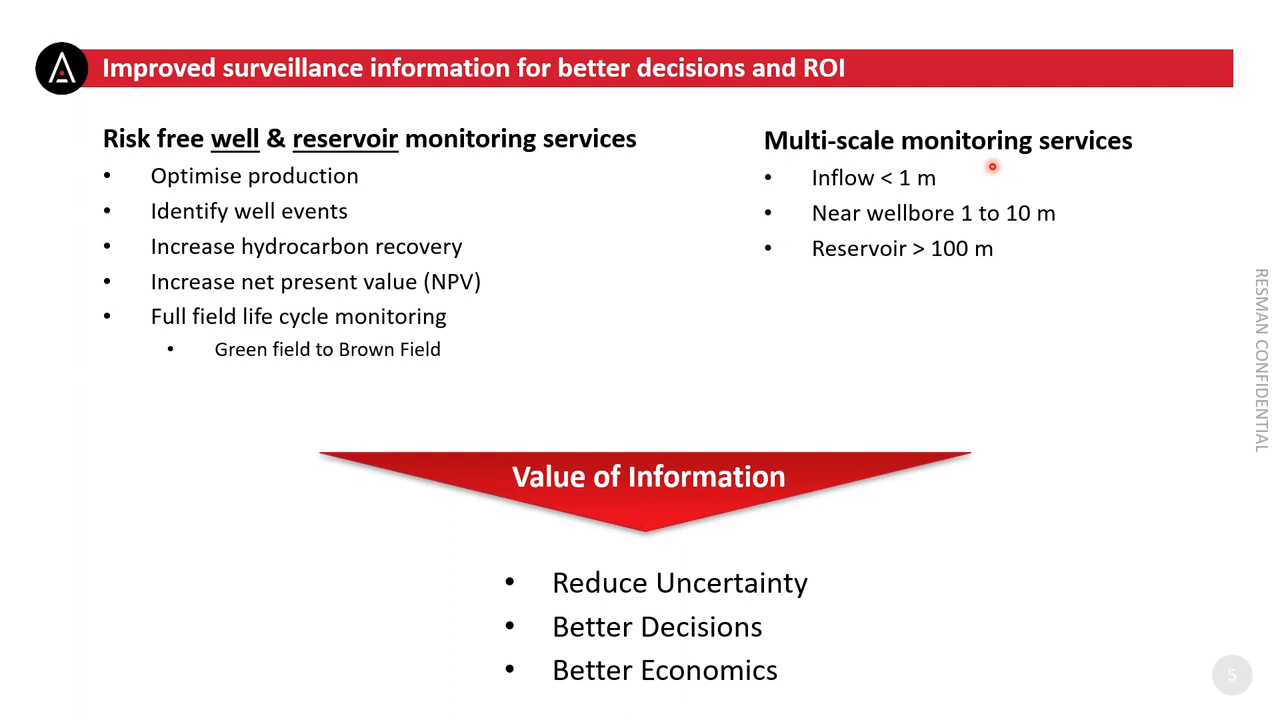 Improved surveillance information for better decisions and ROI
Risk free well & reservoir monitoring services
• Optimise production
• Identify well events
• Increase hydrocarbon recovery
• Increase net present value (NPV)
• Full field life cycle monitoring
• Green field to Brown Field
Multi-scale monitoring services
• Inflow < 1 m
• Near wellbore 1 to 10 m
• Reservoir > 100 m
Value of Information
• Reduce Uncertainty
• Better Decisions
• Better Economics
RESMAN CONFIDENTIAL
5